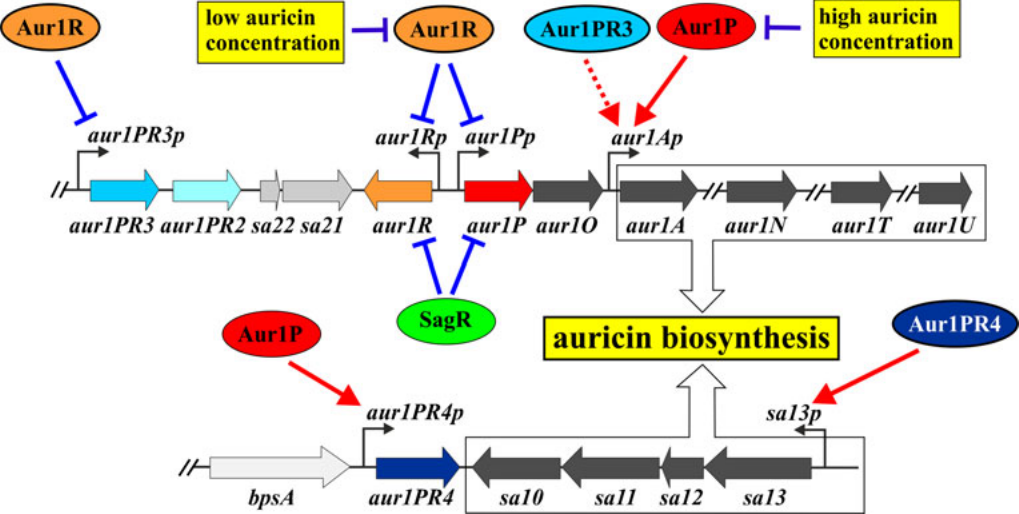 Aur1R
low auricin
concentration
Aur1R
Aur1PR3
Aur1P
high auricin
concentration
aur1PR3p
aur1Rp
aur1Pp
aur1Ap
aur1PR3
aur1PR2
sa22
sa21
aur1R
aur1P
aur1O
aur1A
aur1N
aur1T
aur1U
SagR
Aur1P
auricin biosynthesis
Aur1PR4
aur1PR4p
sa13p
bpsA
aur1PR4
sa10
sa11
sa12
sa13